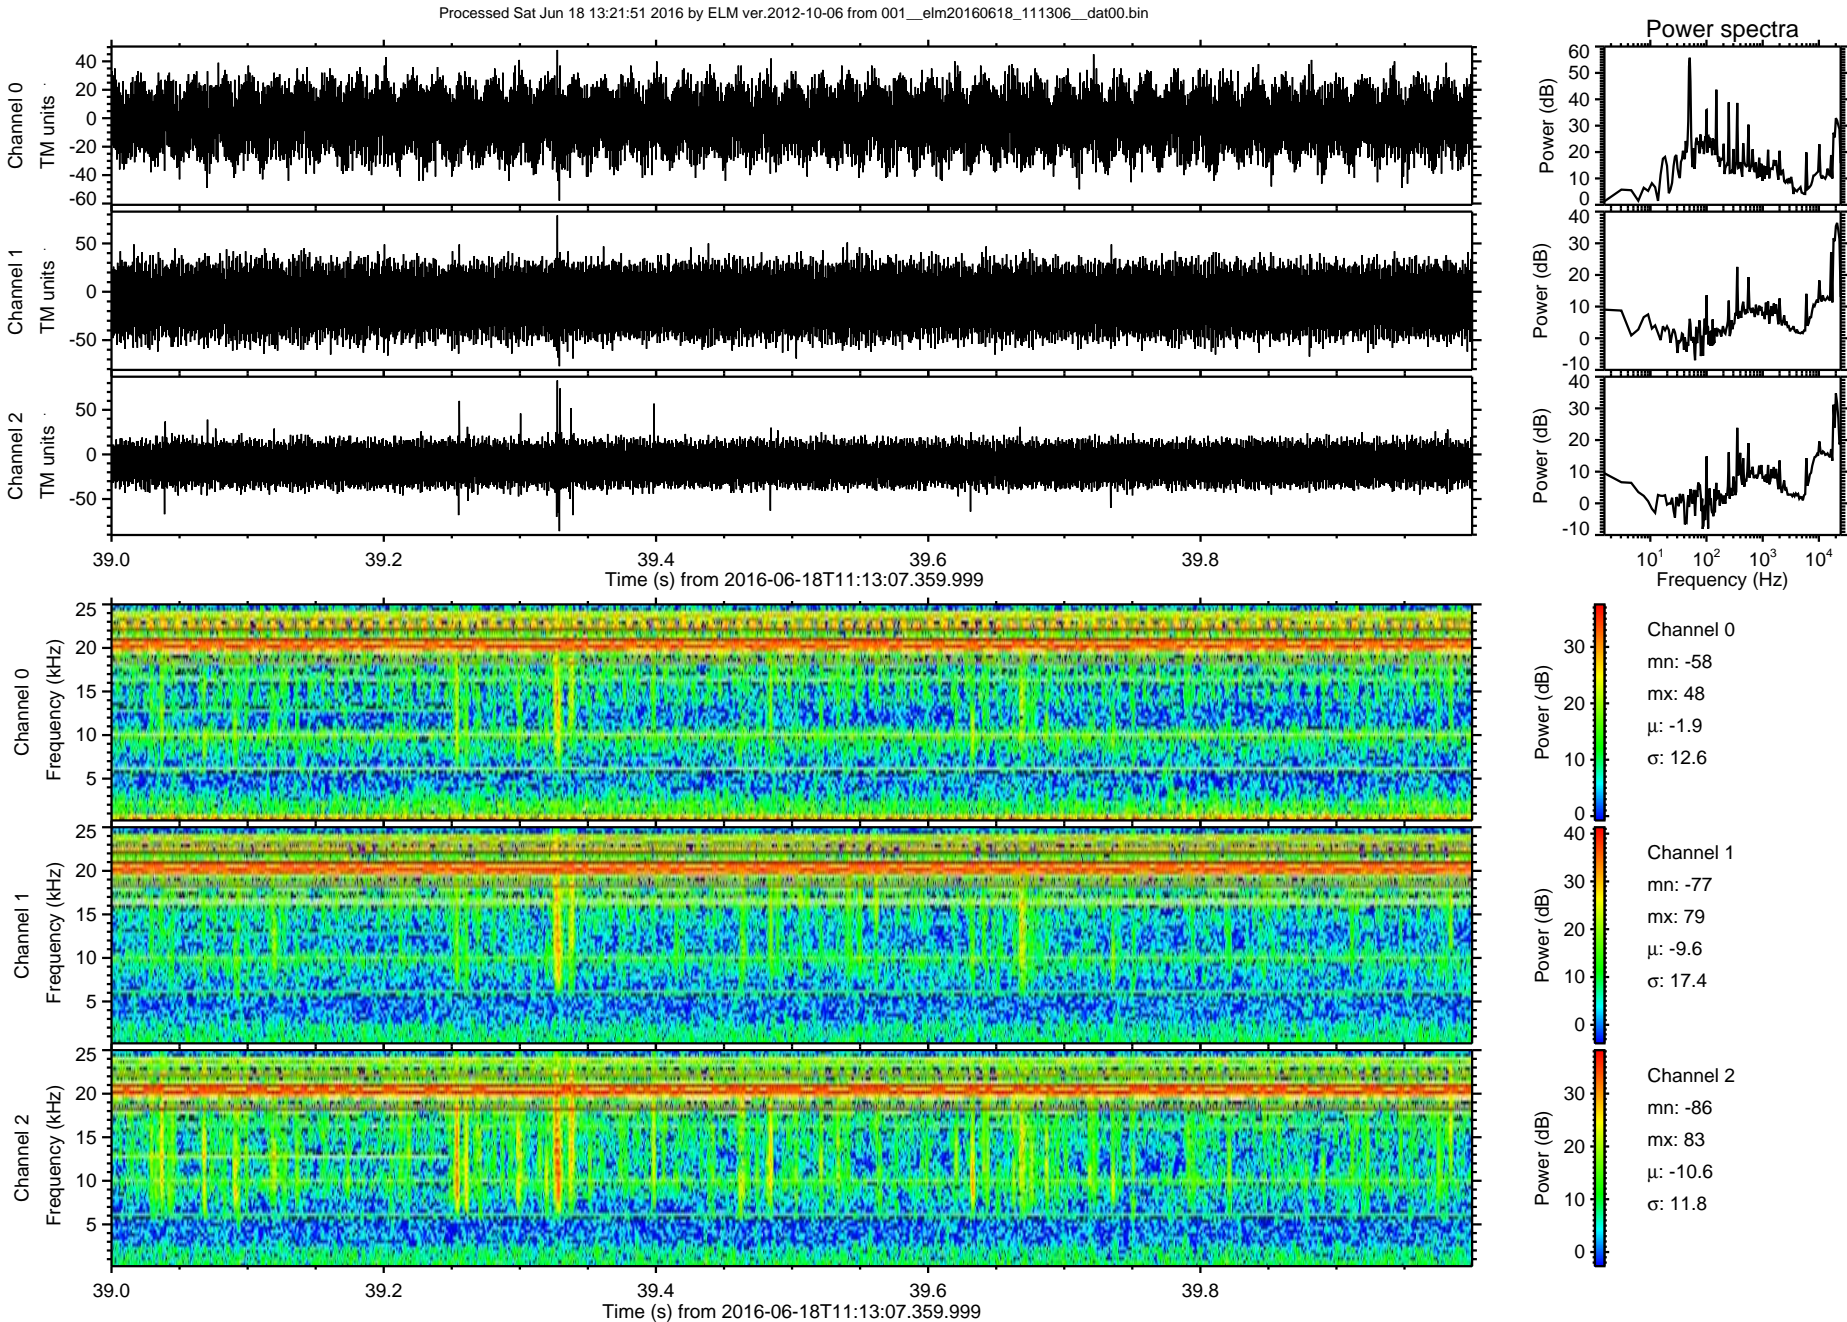 Processed Sat Jun 18 13:21:51 2016 by ELM ver.2012-10-06 from 001__elm20160618_111306__dat00.bin
Power spectra
Channel 0
TM units
40
20
0
-20
-40
-60
Power (dB)
60
50
40
30
20
10
0
Channel 1
TM units
50
0
-50
Power (dB)
40
30
20
10
0
-10
Channel 2
TM units
50
0
-50
Power (dB)
40
30
20
10
0
-10
39.0 39.2 39.4 39.6 39.8
Time (s) from 2016-06-18T11:13:07.359.999
10¹ 10² 10³ 10⁴
Frequency (Hz)
Channel 0
Frequency (kHz)
25
20
15
10
5
Power (dB)
30
20
10
0
Channel 0
mn: -58
mx: 48
μ: -1.9
σ: 12.6
Channel 1
Frequency (kHz)
25
20
15
10
5
Power (dB)
40
30
20
10
0
Channel 1
mn: -77
mx: 79
μ: -9.6
σ: 17.4
Channel 2
Frequency (kHz)
25
20
15
10
5
Power (dB)
30
20
10
0
Channel 2
mn: -86
mx: 83
μ: -10.6
σ: 11.8
39.0 39.2 39.4 39.6 39.8
Time (s) from 2016-06-18T11:13:07.359.999